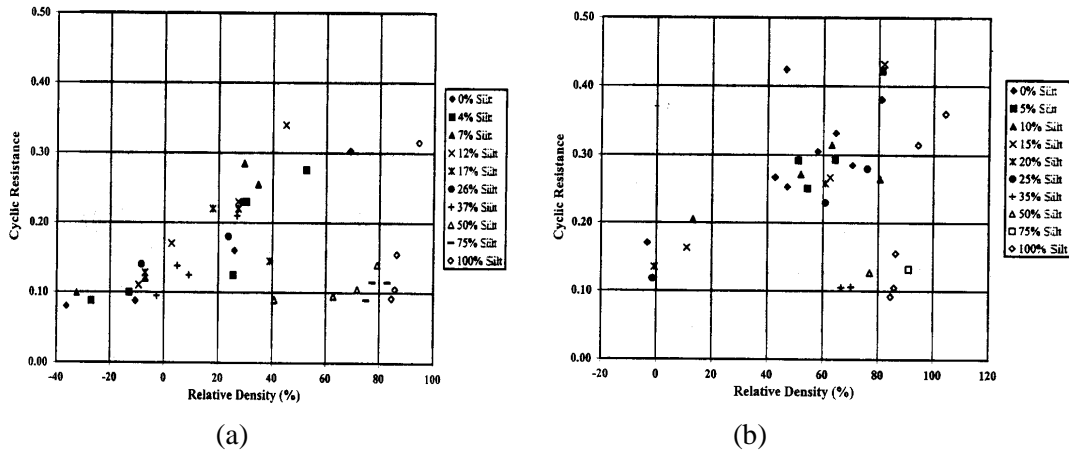 0.50
0.40
0.30
0.20
0.10
0.00
Cyclic Resistance
-40 -20 0 20 40 60 80 100
Relative Density (%)
0% Silt
4% Silt
7% Silt
12% Silt
17% Silt
26% Silt
37% Silt
50% Silt
75% Silt
100% Silt
(a)
0.50
0.40
0.30
0.20
0.10
0.00
Cyclic Resistance
-20 0 20 40 60 80 100 120
Relative Density (%)
0% Silt
5% Silt
10% Silt
15% Silt
20% Silt
25% Silt
35% Silt
50% Silt
75% Silt
100% Silt
(b)